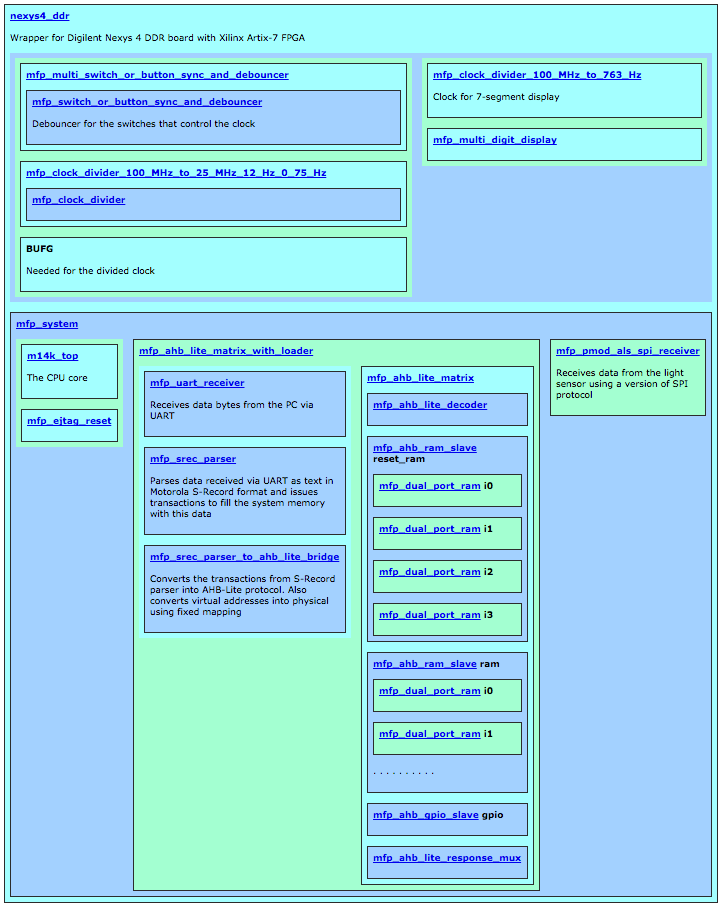 nexys4_ddr
Wrapper for Digilent Nexys 4 DDR board with Xilinx Artix-7 FPGA
mfp_multi_switch_or_button_sync_and_debouncer
mfp_switch_or_button_sync_and_debouncer
Debouncer for the switches that control the clock
mfp_clock_divider_100_MHz_to_25_MHz_12_Hz_0_75_Hz
mfp_clock_divider
BUFG
Needed for the divided clock
mfp_clock_divider_100_MHz_to_763_Hz
Clock for 7-segment display
mfp_multi_digit_display
mfp_system
m14k_top
The CPU core
mfp_ejtag_reset
mfp_ahb_lite_matrix_with_loader
mfp_uart_receiver
Receives data bytes from the PC via
UART
mfp_srec_parser
Parses data received via UART as text in
Motorola S-Record format and issues
transactions to fill the system memory
with this data
mfp_srec_parser_to_ahb_lite_bridge
Converts the transactions from S-Record
parser into AHB-Lite protocol. Also
converts virtual addresses into physical
using fixed mapping
mfp_ahb_lite_matrix
mfp_ahb_lite_decoder
mfp_ahb_ram_slave
reset_ram
mfp_dual_port_ram i0
mfp_dual_port_ram i1
mfp_dual_port_ram i2
mfp_dual_port_ram i3
mfp_ahb_ram_slave ram
mfp_dual_port_ram i0
mfp_dual_port_ram i1
. . . . . . . . . .
mfp_ahb_gpio_slave gpio
mfp_ahb_lite_response_mux
mfp_pmod_als_spi_receiver
Receives data from the light
sensor using a version of SPI
protocol